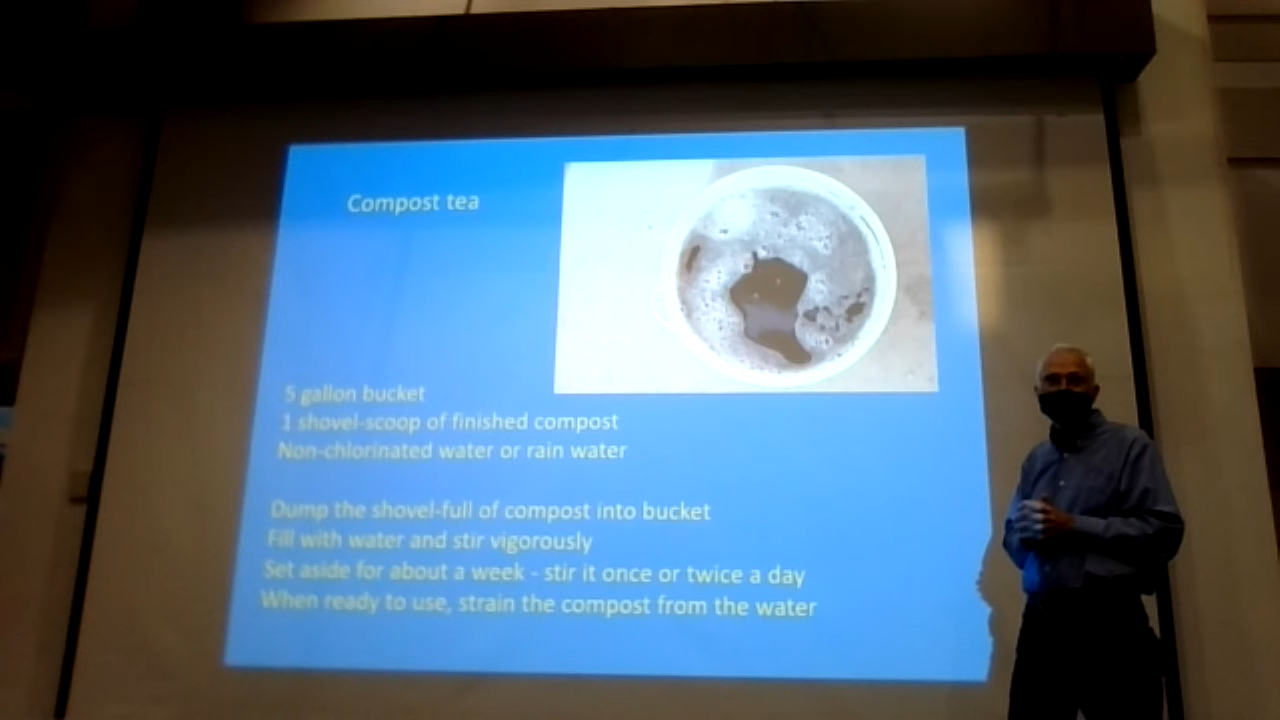 Compost tea
5 gallon bucket
1 shovel-scoop of finished compost
Non-chlorinated water or rain water
Dump the shovel-full of compost into bucket
Fill with water and stir vigorously
Set aside for about a week - stir it once or twice a day
When ready to use, strain the compost from the water